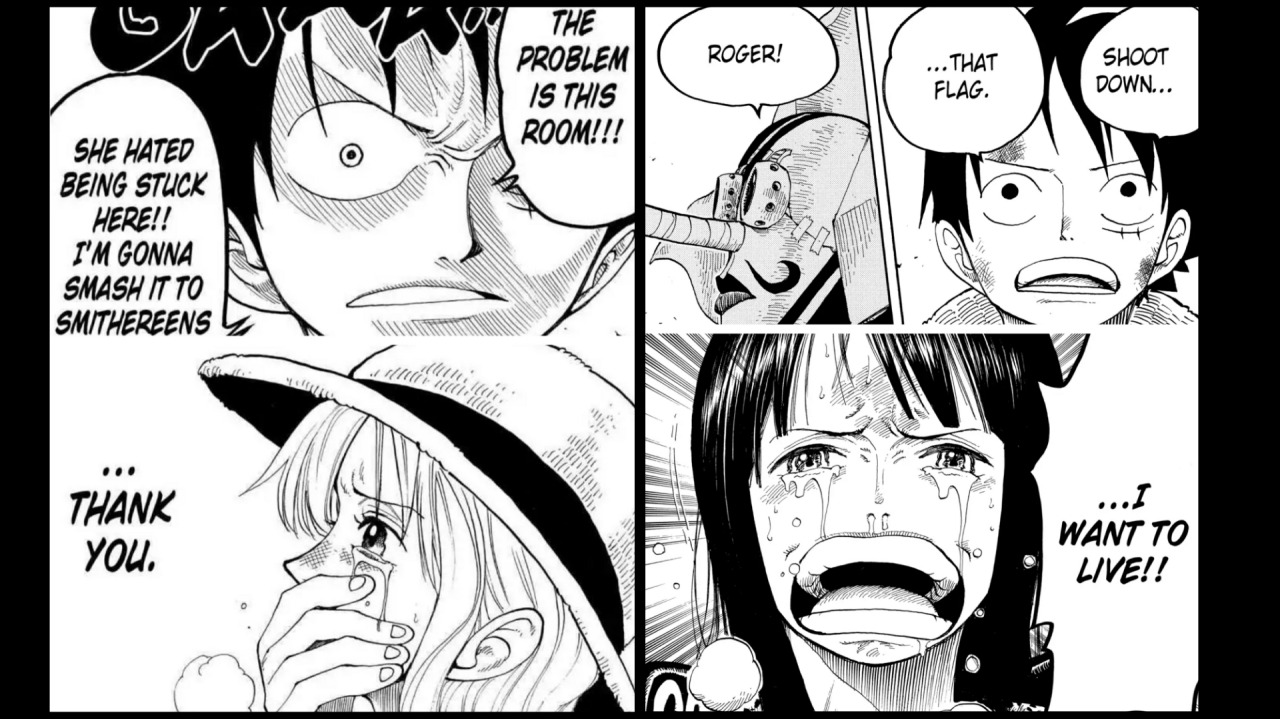 THE
PROBLEM
IS THIS
ROOM!!!
SHE HATED
BEING STUCK
HERE!!
I'M GONNA
SMASH IT TO
SMITHEREENS
ROGER!
SHOOT
DOWN...
...THAT
FLAG.
...
THANK
YOU.
...I
WANT TO
LIVE!!